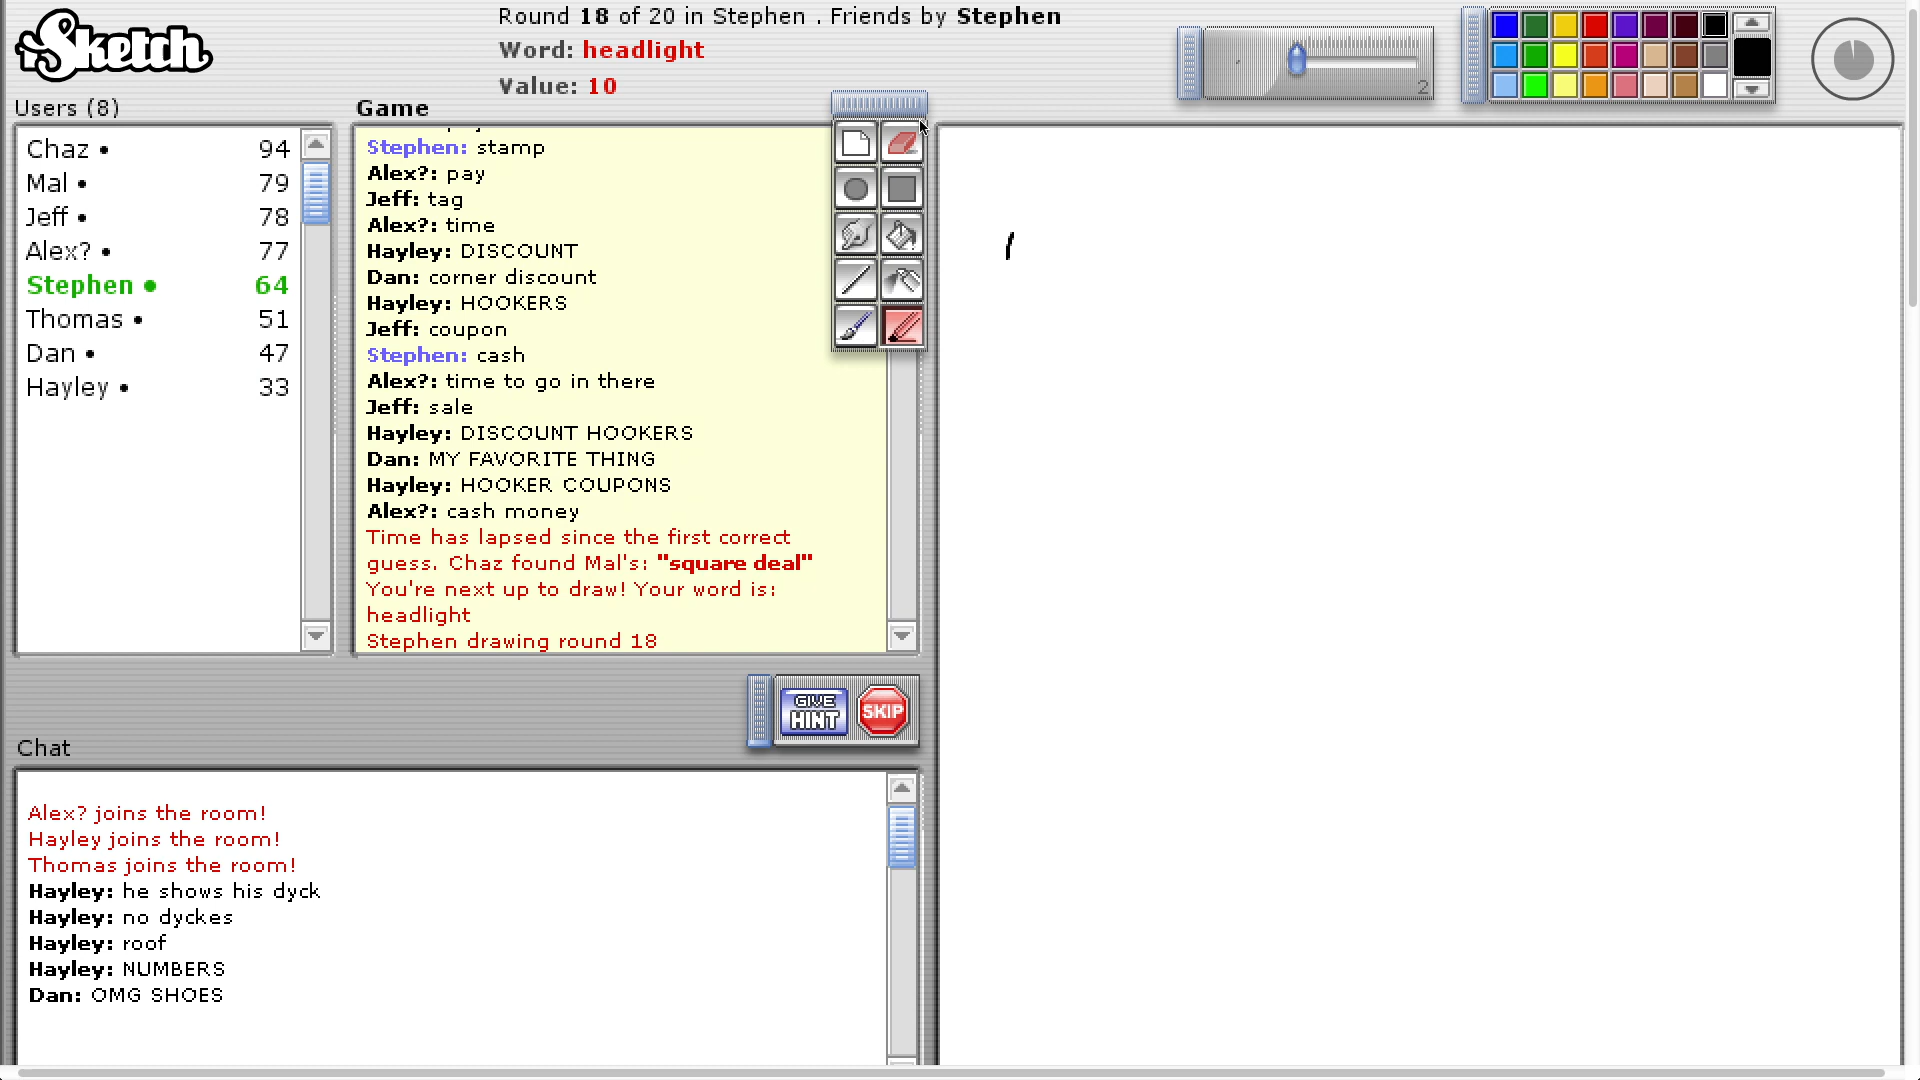 iSketch
Round 18 of 20 in Stephen . Friends by Stephen
Word: headlight
Value: 10
2
Users (8)
Chaz • 94
Mal • 79
Jeff • 78
Alex? • 77
Stephen • 64
Thomas • 51
Dan • 47
Hayley • 33
Game
Stephen: stamp
Alex?: pay
Jeff: tag
Alex?: time
Hayley: DISCOUNT
Dan: corner discount
Hayley: HOOKERS
Jeff: coupon
Stephen: cash
Alex?: time to go in there
Jeff: sale
Hayley: DISCOUNT HOOKERS
Dan: MY FAVORITE THING
Hayley: HOOKER COUPONS
Alex?: cash money
Time has lapsed since the first correct
guess. Chaz found Mal's: "square deal"
You're next up to draw! Your word is:
headlight
Stephen drawing round 18
GIVE
HINT
SKIP
Chat
Alex? joins the room!
Hayley joins the room!
Thomas joins the room!
Hayley: he shows his dyck
Hayley: no dyckes
Hayley: roof
Hayley: NUMBERS
Dan: OMG SHOES